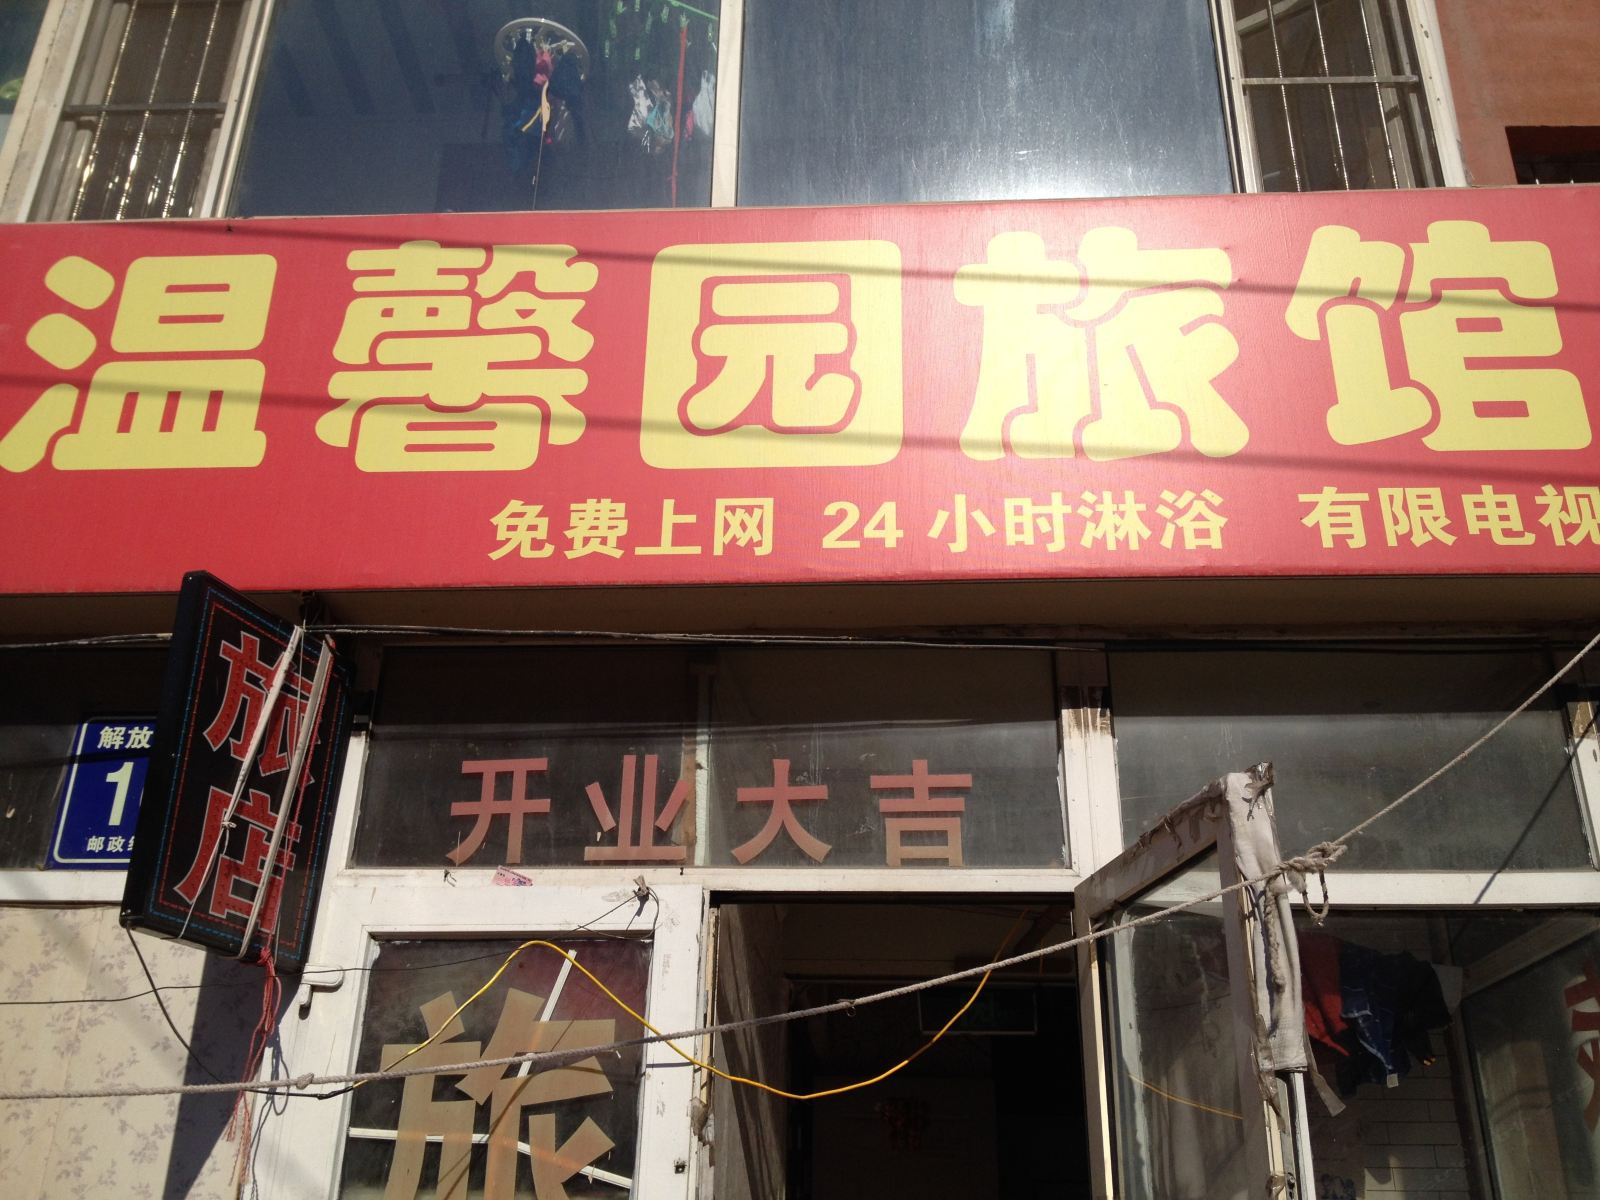 温馨园旅馆
免费上网 24小时淋浴 有限电视
旅店
解放
1
邮政
开业大吉
旅